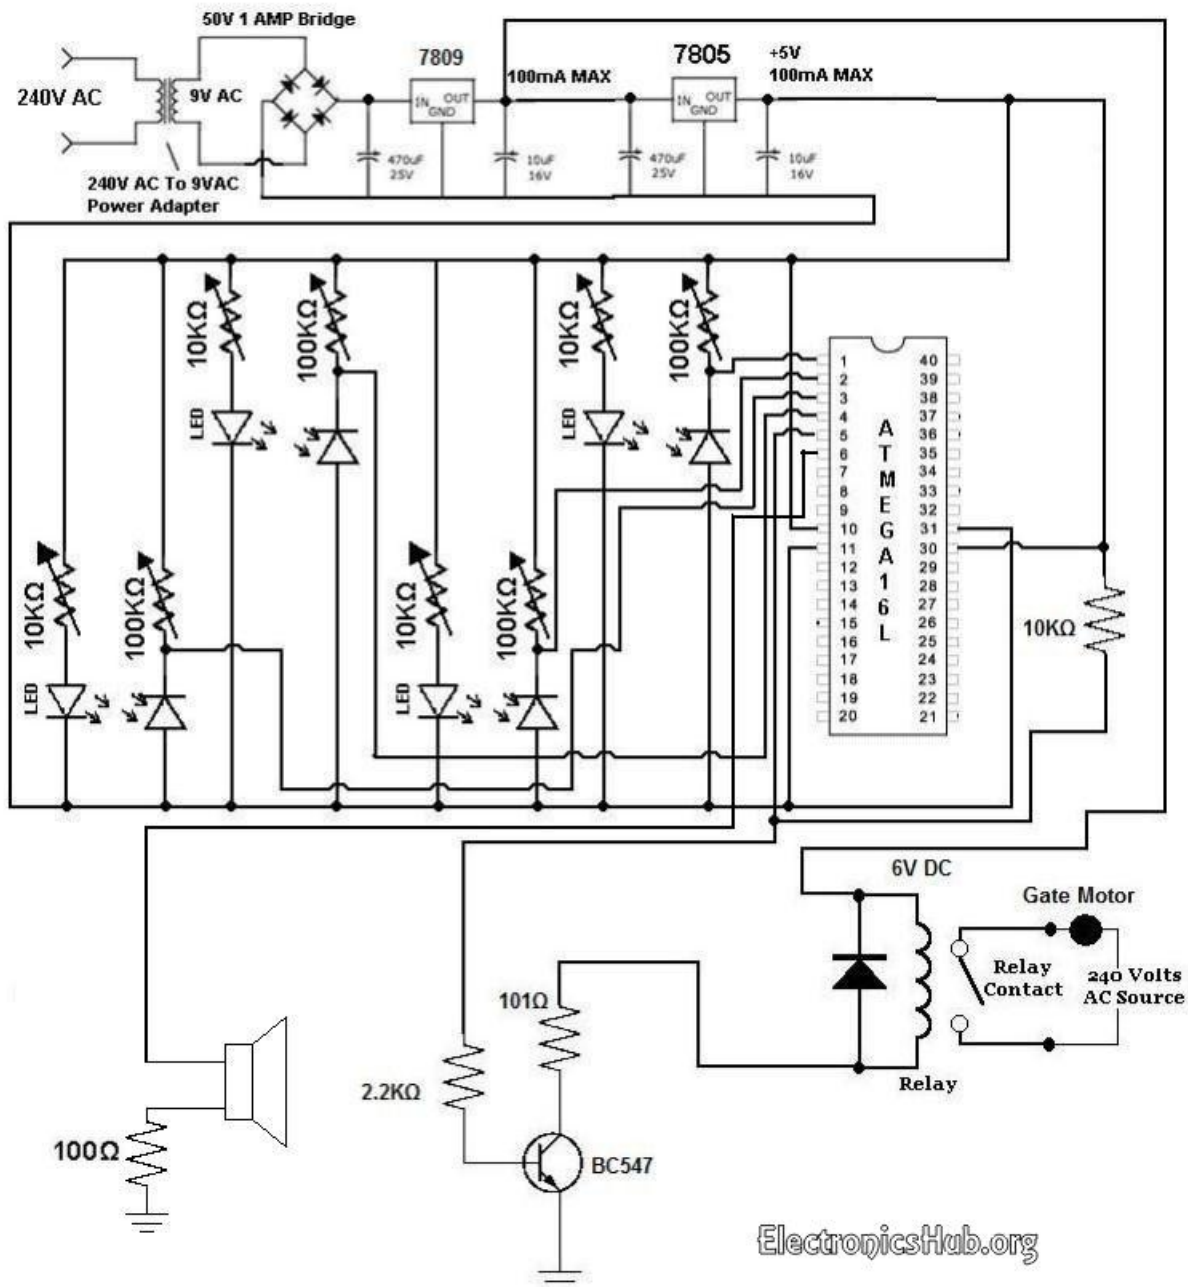 50V 1 AMP Bridge
240V AC
9V AC
240V AC To 9VAC
Power Adapter
7809
IN OUT
GND
470uF
25V
10uF
16V
100mA MAX
7805
IN OUT
GND
470uF
25V
10uF
16V
+5V
100mA MAX
10KΩ
LED
100KΩ
10KΩ
LED
100KΩ
10KΩ
LED
100KΩ
10KΩ
LED
100KΩ
ATMEGA16L
1 40
2 39
3 38
4 37
5 36
6 35
7 34
8 33
9 32
10 31
11 30
12 29
13 28
14 27
15 26
16 25
17 24
18 23
19 22
20 21
10KΩ
6V DC
Gate Motor
Relay
Contact
240 Volts
AC Source
Relay
101Ω
2.2KΩ
BC547
100Ω
ElectronicsHub.org